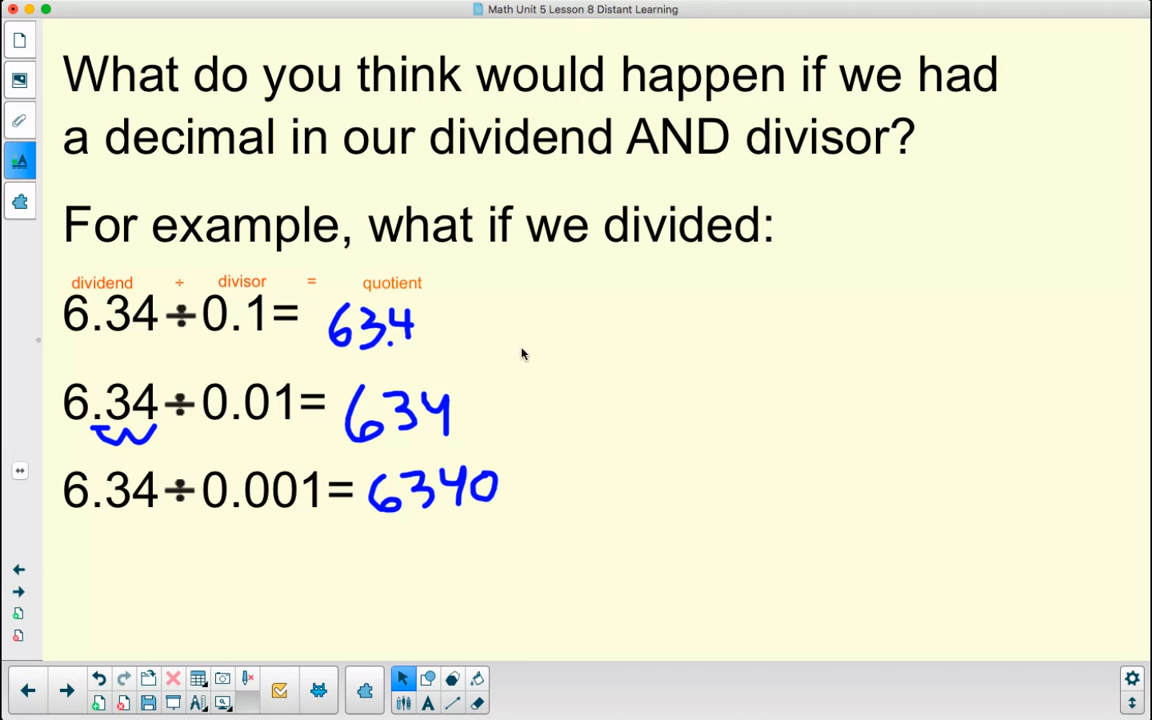 Math Unit 5 Lesson 8 Distant Learning
What do you think would happen if we had
a decimal in our dividend AND divisor?
For example, what if we divided:
dividend ÷ divisor = quotient
6.34÷0.1= 63.4
6.34÷0.01= 634
6.34÷0.001= 6340